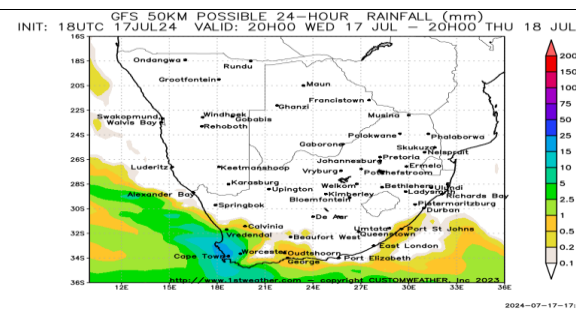 GFS 50KM POSSIBLE 24-HOUR RAINFALL (mm)
INIT: 18UTC 17JUL24 VALID: 20H00 WED 17 JUL – 20H00 THU 18 JUL
16S
18S
20S
22S
24S
26S
28S
30S
32S
34S
36S
Ondangwa
Rundu
Grootfontein
Maun
Francistown
Ghanzi
Swakopmund
Walvis Bay
Windhoek
Gobabis
Rehoboth
Musina
Polokwane
Phalaborwa
Gaborone
Skukuza
Nelspruit
Johannesburg
Pretoria
Luderitz
Keetmanshoop
Vryburg
Potchefstroom
Ermelo
Karasburg
Upington
Welkom
Bethlehem
Ulundi
Alexander Bay
Kimberley
Ladysmith
Richards Bay
Springbok
Bloemfontein
Pietermaritzburg
Durban
De Aar
Calvinia
Vredendal
Beaufort West
Umtata
Queenstown
Port St Johns
East London
Cape Town
Worcester
Oudtshoorn
George
Port Elizabeth
http://www.1stweather.com – copyright CUSTOMWEATHER, Inc 2023
12E
15E
18E
21E
24E
27E
30E
33E
36E
200
150
100
75
50
25
15
10
5
2.5
1
0.5
0.2
0.1
2024-07-17-17: